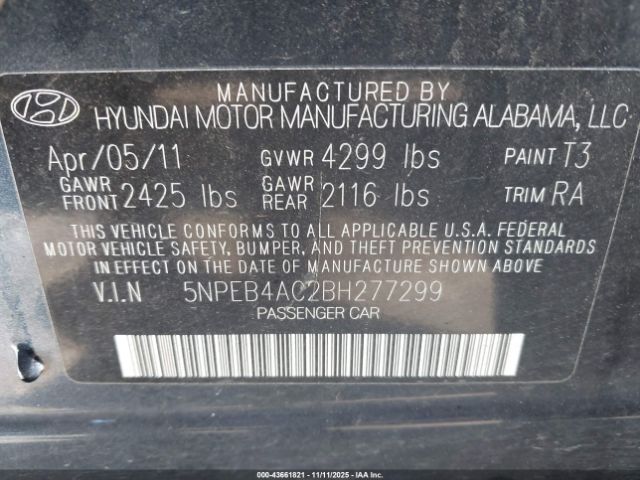 MANUFACTURED BY
HYUNDAI MOTOR MANUFACTURING ALABAMA, LLC
Apr/05/11 GVWR 4299 lbs PAINT T3
GAWR FRONT 2425 lbs GAWR REAR 2116 lbs TRIM RA
THIS VEHICLE CONFORMS TO ALL APPLICABLE U.S.A. FEDERAL
MOTOR VEHICLE SAFETY, BUMPER, AND THEFT PREVENTION STANDARDS
IN EFFECT ON THE DATE OF MANUFACTURE SHOWN ABOVE.
V.I.N 5NPEB4AC2BH277299
PASSENGER CAR
000-43661821 - 11/11/2025 - IAAI.COM